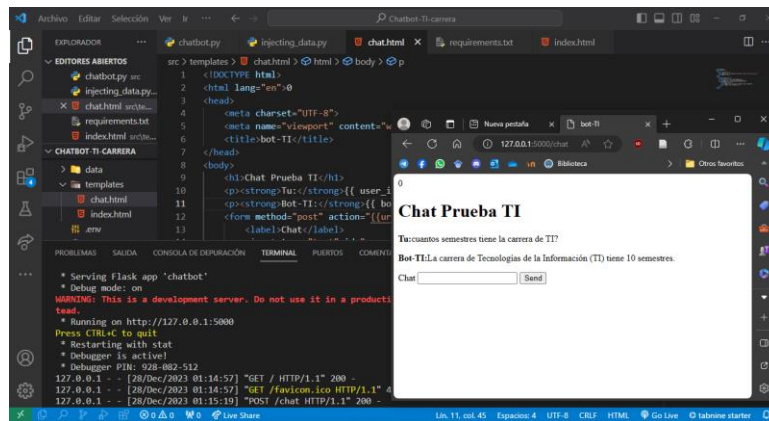 Archivo Editar Selección Ver Ir ...
Chatbot-TI-carrera
EXPLORADOR
EDITORES ABIERTOS
chatbot.py src
injecting_data.py...
chat.html src\te...
requirements.txt
index.html src\te...
CHATBOT-TI-CARRERA
data
templates
chat.html
index.html
.env
chatbot.py
injecting_data.py
chat.html
requirements.txt
index.html
src > templates > chat.html > html > body > p
1 <!DOCTYPE html>
2 <html lang="en">0
3 <head>
4 <meta charset="UTF-8">
5 <meta name="viewport" content="w
6 <title>bot-TI</title>
7 </head>
8 <body>
9 <h1>Chat Prueba TI</h1>
10 <p><strong>Tu:</strong>{{ user_i
11 <p><strong>Bot-TI:</strong>{{ bo
12 <form method="post" action="{{ur
13 <label>Chat</label>
PROBLEMAS SALIDA CONSOLA DE DEPURACIÓN TERMINAL PUERTOS COMENTA
* Serving Flask app 'chatbot'
* Debug mode: on
WARNING: This is a development server. Do not use it in a producti
tead.
* Running on http://127.0.0.1:5000
Press CTRL+C to quit
* Restarting with stat
* Debugger is active!
* Debugger PIN: 928-082-512
127.0.0.1 - - [28/Dec/2023 01:14:57] "GET / HTTP/1.1" 200 -
127.0.0.1 - - [28/Dec/2023 01:14:57] "GET /favicon.ico HTTP/1.1" 4
127.0.0.1 - - [28/Dec/2023 01:15:19] "POST /chat HTTP/1.1" 200 -
Nueva pestaña
bot-TI
127.0.0.1:5000/chat
Biblioteca
Otros favoritos
0
Chat Prueba TI
Tu:cuantos semestres tiene la carrera de TI?
Bot-TI:La carrera de Tecnologías de la Información (TI) tiene 10 semestres.
Chat Send
0 0 0 Live Share
Lín. 11, col. 45 Espacios: 4 UTF-8 CRLF HTML Go Live tabnine starter